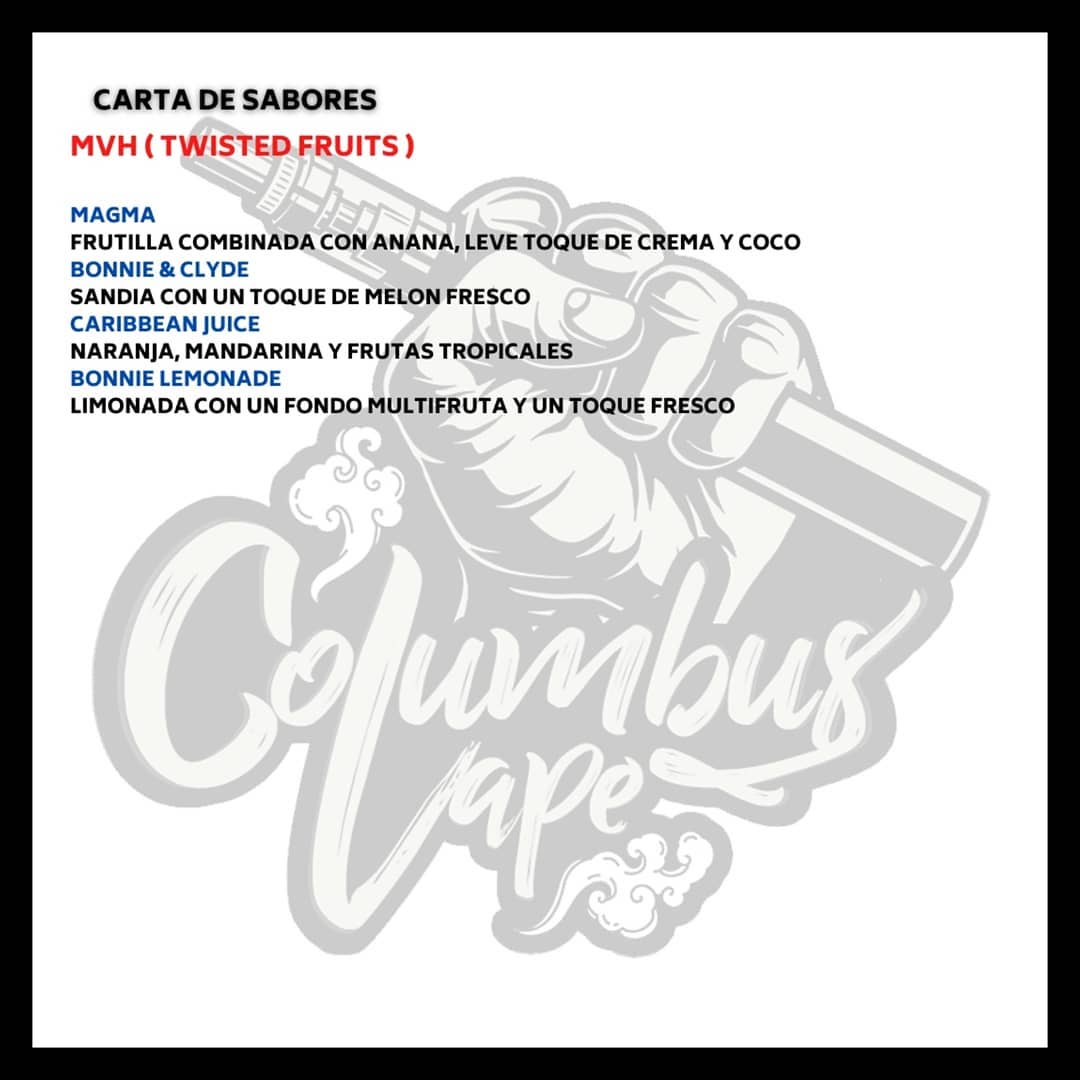 CARTA DE SABORES
MVH ( TWISTED FRUITS )
MAGMA
FRUTILLA COMBINADA CON ANANA, LEVE TOQUE DE CREMA Y COCO
BONNIE & CLYDE
SANDIA CON UN TOQUE DE MELON FRESCO
CARIBBEAN JUICE
NARANJA, MANDARINA Y FRUTAS TROPICALES
BONNIE LEMONADE
LIMONADA CON UN FONDO MULTIFRUTA Y UN TOQUE FRESCO
Columbus
Vape